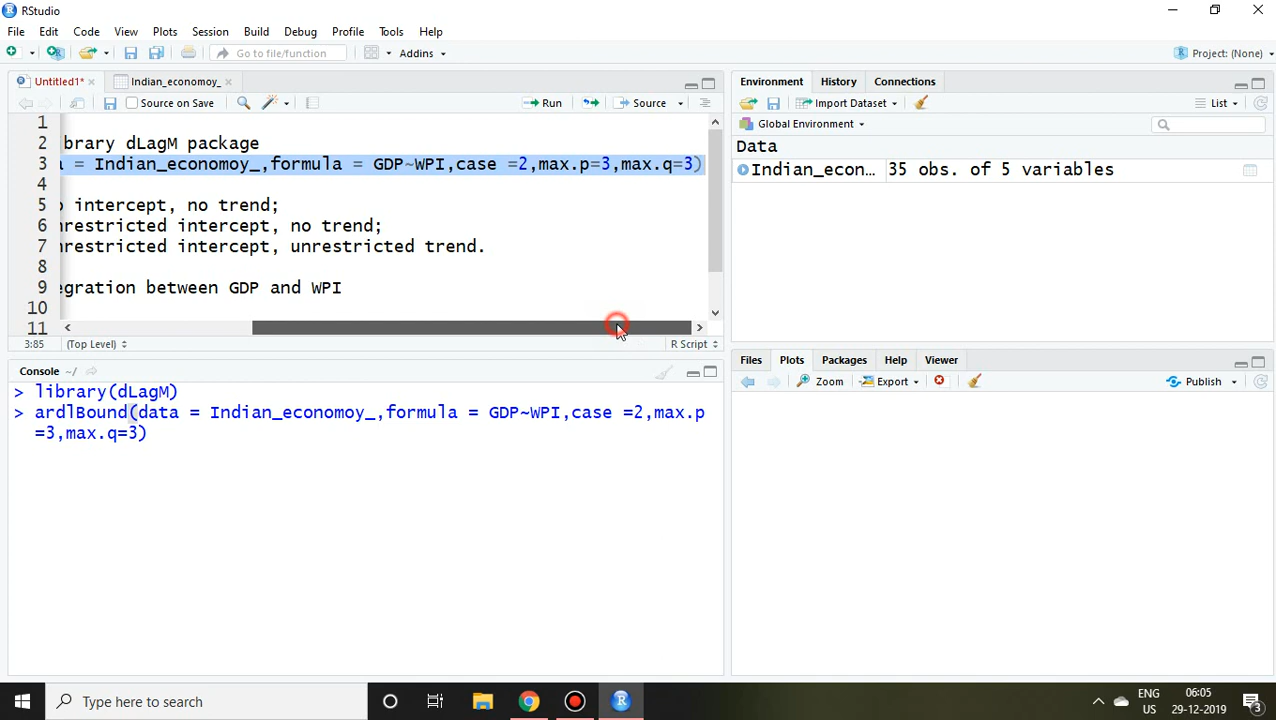 RStudio
File Edit Code View Plots Session Build Debug Profile Tools Help
Go to file/function Addins Project: (None)
Untitled1* Indian_economoy_
Source on Save Run Source
1
2 brary dLagM package
3 = Indian_economoy_,formula = GDP~WPI,case =2,max.p=3,max.q=3)
4
5 intercept, no trend;
6 nrestricted intercept, no trend;
7 nrestricted intercept, unrestricted trend.
8
9 egration between GDP and WPI
10
11
3:85 (Top Level) R Script
Console ~/
> library(dLagM)
> ardlBound(data = Indian_economoy_,formula = GDP~WPI,case =2,max.p
=3,max.q=3)
Environment History Connections
Import Dataset List
Global Environment
Data
Indian_econ… 35 obs. of 5 variables
Files Plots Packages Help Viewer
Zoom Export Publish
Type here to search
ENG
US
06:05
29-12-2019
3